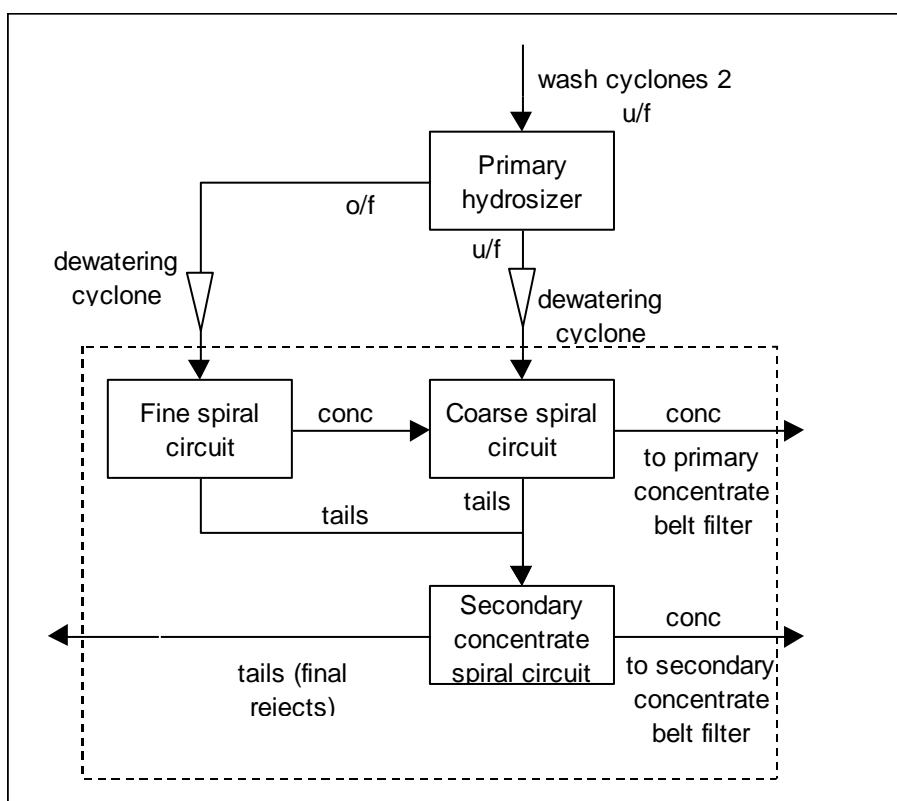 wash cyclones 2
u/f
Primary
hydrosizer
o/f
u/f
dewatering
cyclone
dewatering
cyclone
Fine spiral
circuit
conc
Coarse spiral
circuit
conc
to primary
concentrate
belt filter
tails
tails
Secondary
concentrate
spiral circuit
conc
to secondary
concentrate
belt filter
tails (final
rejects)